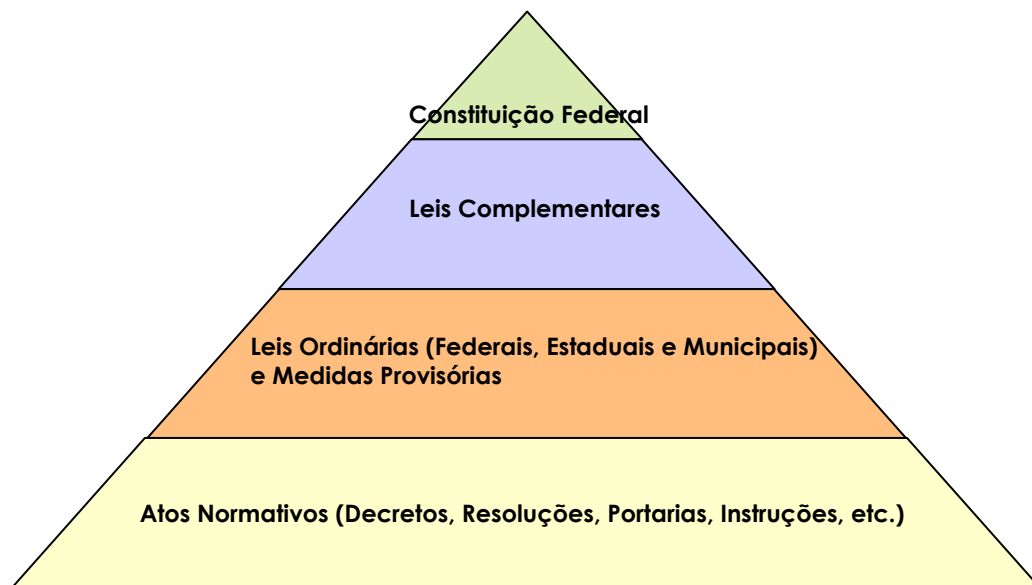 Constituição Federal
Leis Complementares
Leis Ordinárias (Federais, Estaduais e Municipais)
e Medidas Provisórias
Atos Normativos (Decretos, Resoluções, Portarias, Instruções, etc.)